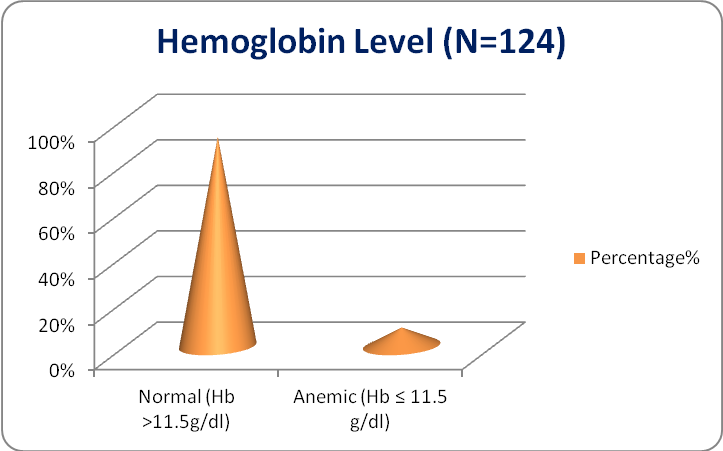 Hemoglobin Level (N=124)
100%
80%
60%
40%
20%
0%
Normal (Hb
>11.5g/dl)
Anemic (Hb ≤ 11.5
g/dl)
Percentage%